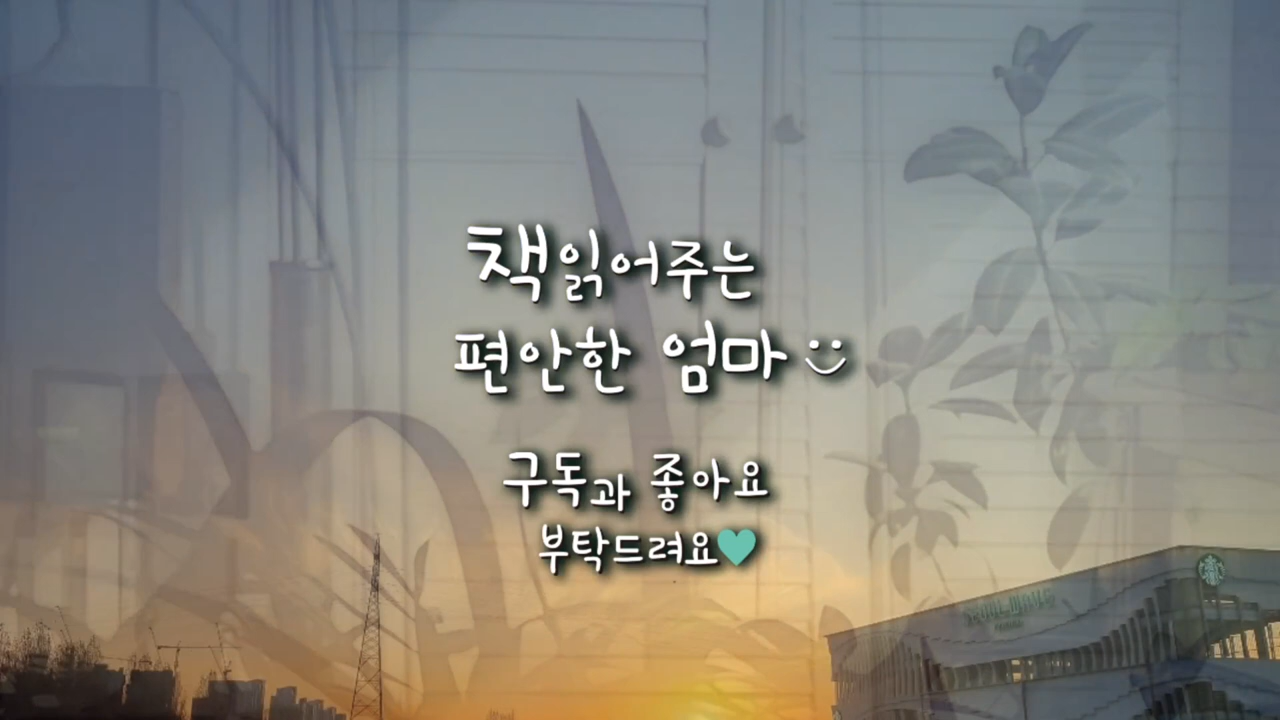 책읽어주는
편안한 엄마
구독과 좋아요
부탁드려요